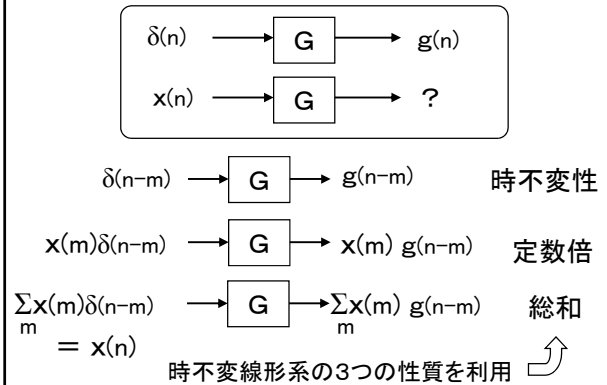 δ(n) G g(n)
x(n) G ?
δ(n−m) G g(n−m) 時不変性
x(m)δ(n−m) G x(m) g(n−m) 定数倍
Σx(m)δ(n−m) G Σx(m) g(n−m) 総和
m m
= x(n)
時不変線形系の3つの性質を利用